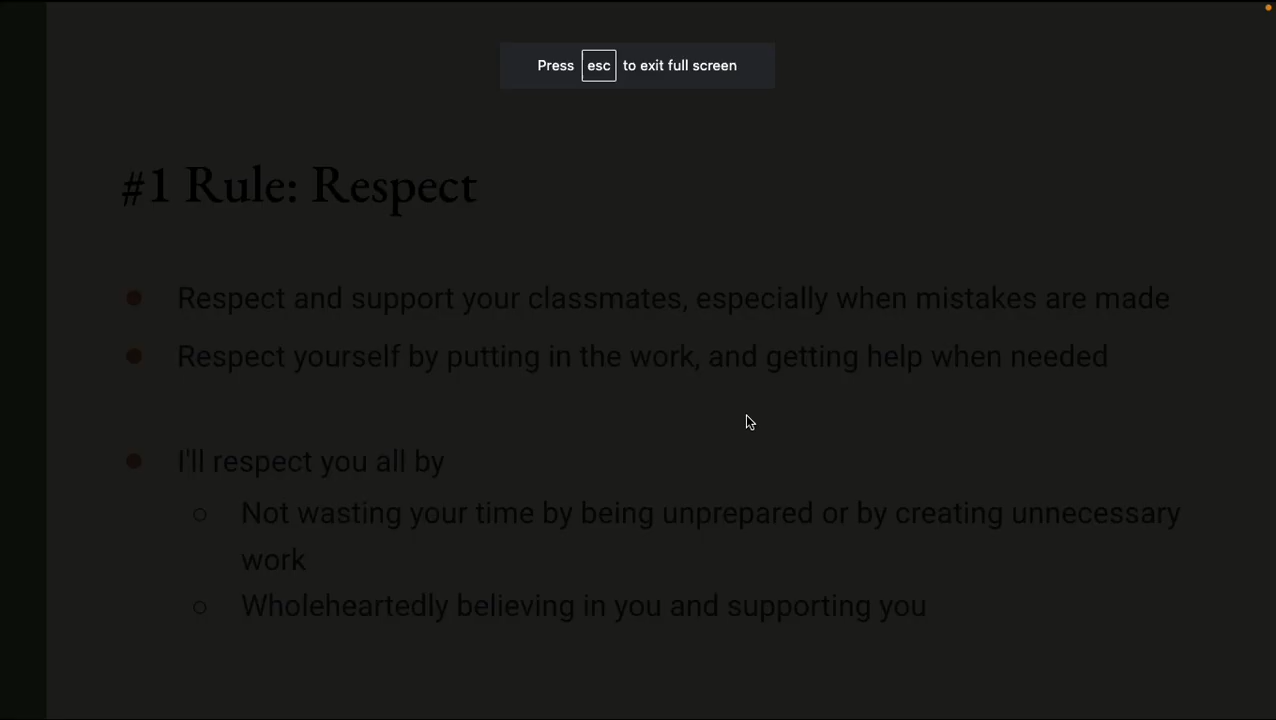 Press esc to exit full screen
#1 Rule: Respect
● Respect and support your classmates, especially when mistakes are made
● Respect yourself by putting in the work, and getting help when needed
● I'll respect you all by
○ Not wasting your time by being unprepared or by creating unnecessary
work
○ Wholeheartedly believing in you and supporting you